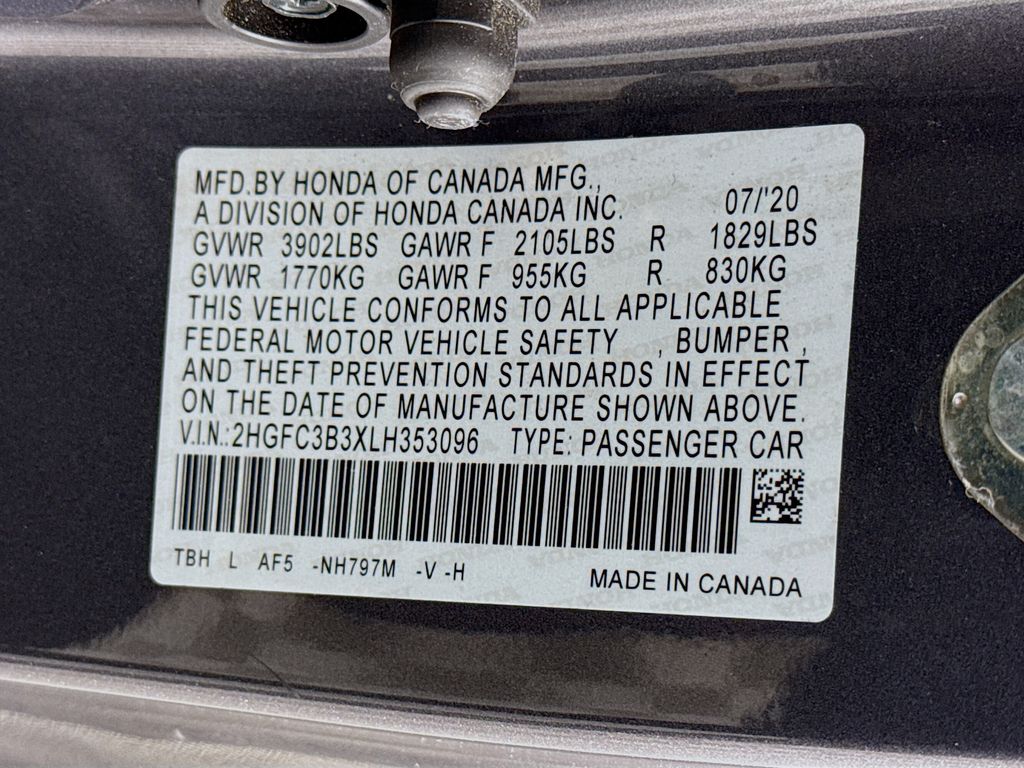 MFD.BY HONDA OF CANADA MFG.,
A DIVISION OF HONDA CANADA INC. 07/'20
GVWR 3902LBS GAWR F 2105LBS R 1829LBS
GVWR 1770KG GAWR F 955KG R 830KG
THIS VEHICLE CONFORMS TO ALL APPLICABLE
FEDERAL MOTOR VEHICLE SAFETY , BUMPER ,
AND THEFT PREVENTION STANDARDS IN EFFECT
ON THE DATE OF MANUFACTURE SHOWN ABOVE.
V.I.N.:2HGFC3B3XLH353096 TYPE: PASSENGER CAR
TBH L AF5 -NH797M -V -H
MADE IN CANADA